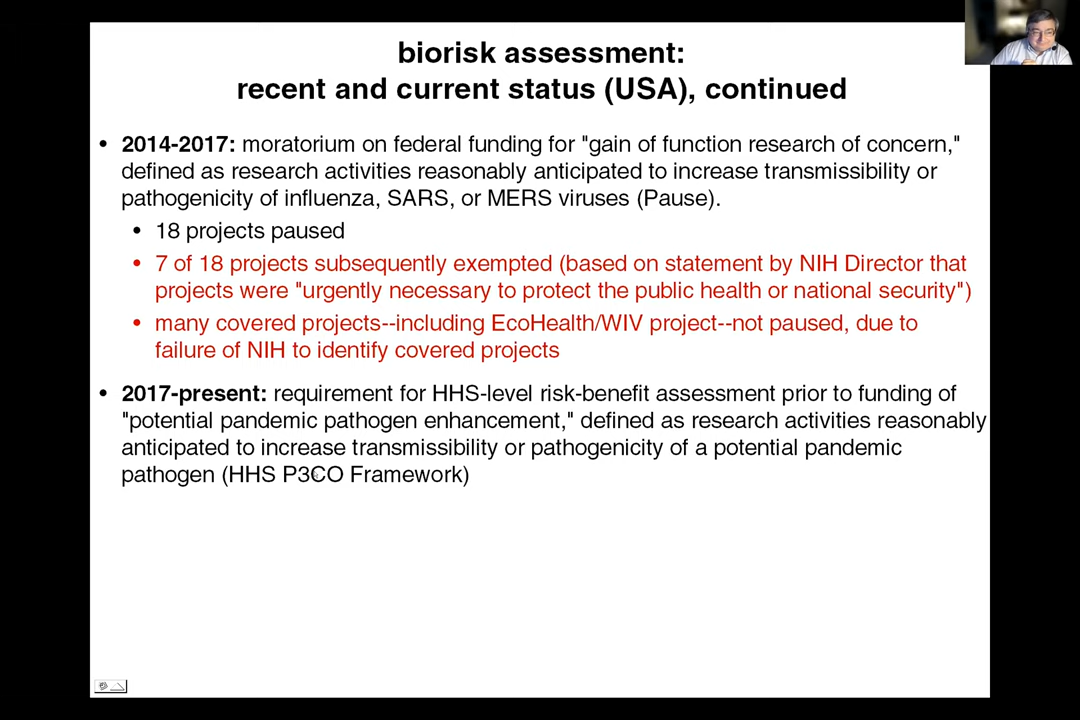 biorisk assessment:
recent and current status (USA), continued
• 2014-2017: moratorium on federal funding for "gain of function research of concern,"
defined as research activities reasonably anticipated to increase transmissibility or
pathogenicity of influenza, SARS, or MERS viruses (Pause).
• 18 projects paused
• 7 of 18 projects subsequently exempted (based on statement by NIH Director that
projects were "urgently necessary to protect the public health or national security")
• many covered projects--including EcoHealth/WIV project--not paused, due to
failure of NIH to identify covered projects
• 2017-present: requirement for HHS-level risk-benefit assessment prior to funding of
"potential pandemic pathogen enhancement," defined as research activities reasonably
anticipated to increase transmissibility or pathogenicity of a potential pandemic
pathogen (HHS P3CO Framework)